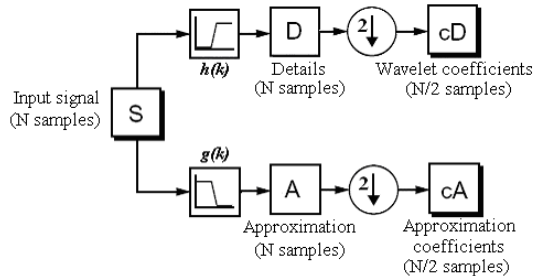 h(k)
D
2
cD
Details
(N samples)
Wavelet coefficients
(N/2 samples)
Input signal
(N samples)
S
g(k)
A
2
cA
Approximation
(N samples)
Approximation
coefficients
(N/2 samples)